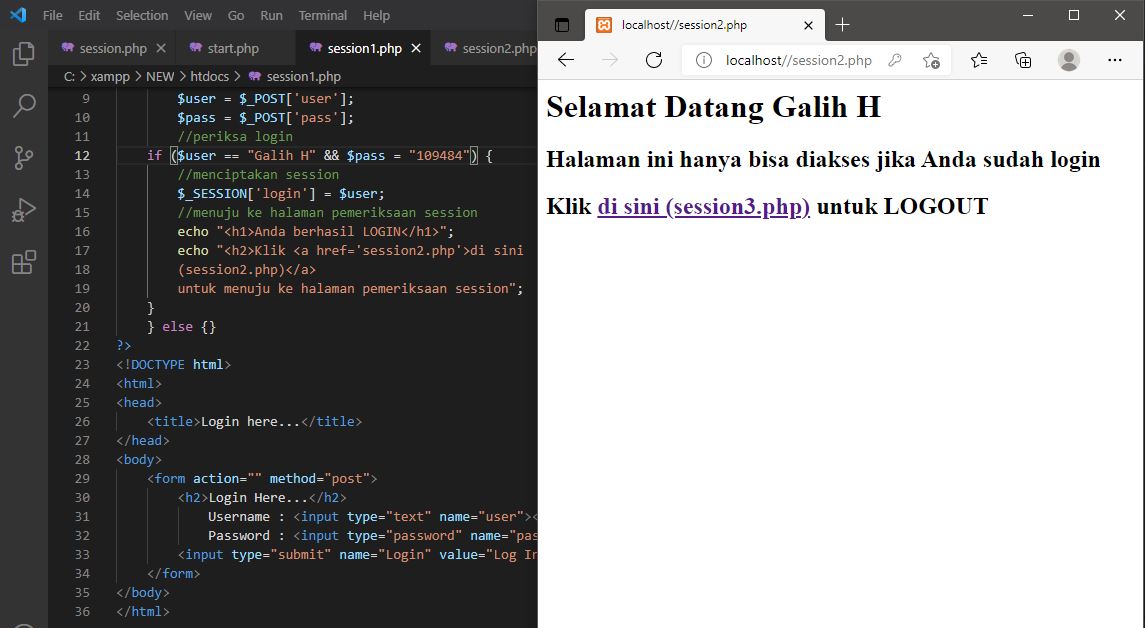 File Edit Selection View Go Run Terminal Help
session.php start.php session1.php session2.php
C: > xampp > NEW > htdocs > session1.php
9 $user = $_POST['user'];
10 $pass = $_POST['pass'];
11 //periksa login
12 if ($user == "Galih H" && $pass = "109484") {
13 //menciptakan session
14 $_SESSION['login'] = $user;
15 //menuju ke halaman pemeriksaan session
16 echo "<h1>Anda berhasil LOGIN</h1>";
17 echo "<h2>Klik <a href='session2.php'>di sini
18 (session2.php)</a>
19 untuk menuju ke halaman pemeriksaan session";
20 }
21 } else {}
22 ?>
23 <!DOCTYPE html>
24 <html>
25 <head>
26 <title>Login here...</title>
27 </head>
28 <body>
29 <form action="" method="post">
30 <h2>Login Here...</h2>
31 Username : <input type="text" name="user"><
32 Password : <input type="password" name="pas
33 <input type="submit" name="Login" value="Log In
34 </form>
35 </body>
36 </html>
localhost//session2.php
localhost//session2.php
Selamat Datang Galih H
Halaman ini hanya bisa diakses jika Anda sudah login
Klik di sini (session3.php) untuk LOGOUT